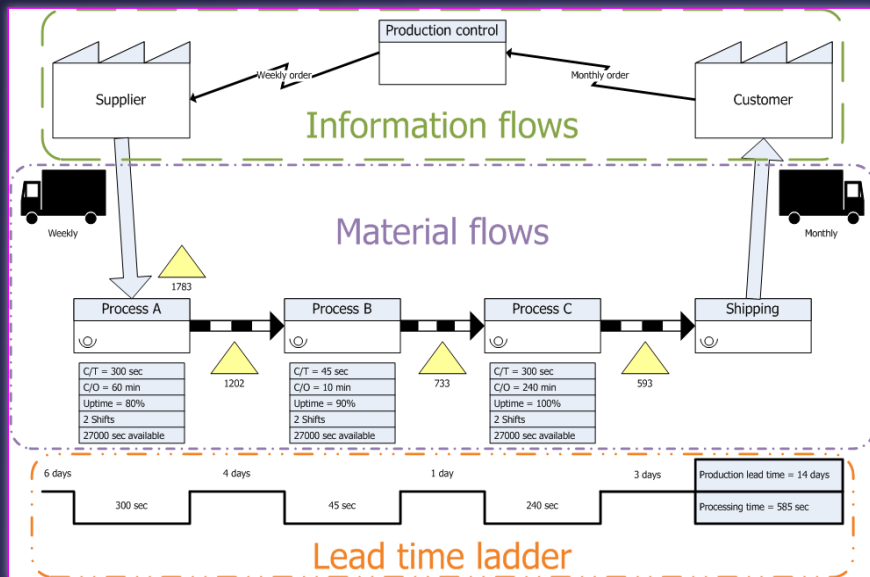 Production control
Weekly order
Monthly order
Supplier
Customer
Information flows
Weekly
Material flows
Monthly
1783
Process A
Process B
Process C
Shipping
1202
733
593
C/T = 300 sec
C/O = 60 min
Uptime = 80%
2 Shifts
27000 sec available
C/T = 45 sec
C/O = 10 min
Uptime = 90%
2 Shifts
27000 sec available
C/T = 300 sec
C/O = 240 min
Uptime = 100%
2 Shifts
27000 sec available
6 days
4 days
1 day
3 days
Production lead time = 14 days
300 sec
45 sec
240 sec
Processing time = 585 sec
Lead time ladder